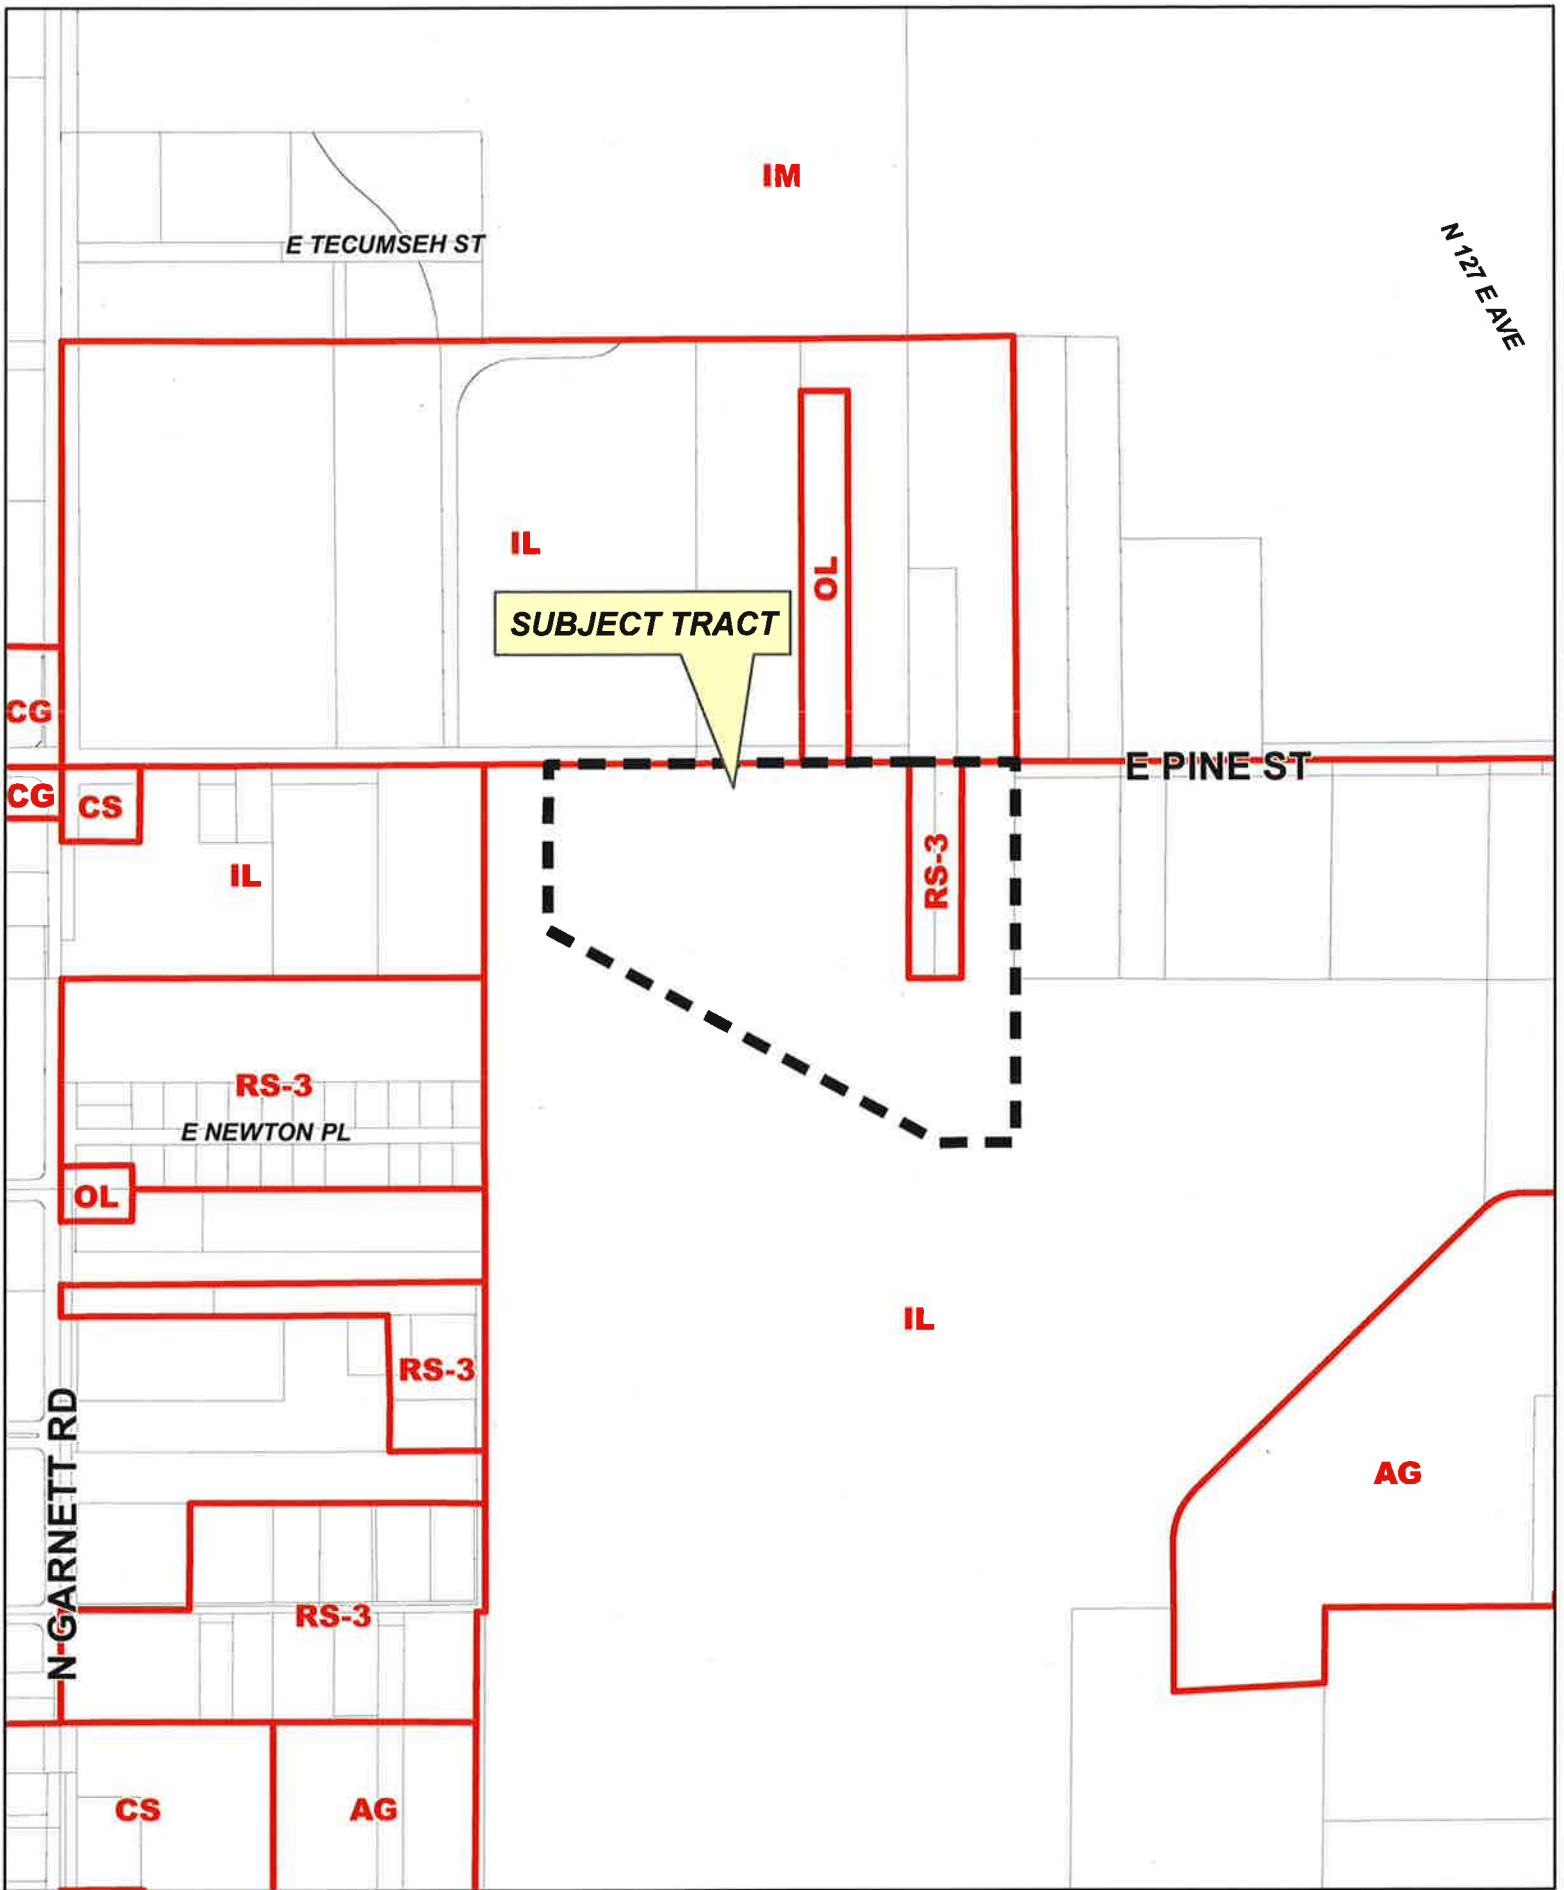 IM
E TECUMSEH ST
N 127 E AVE
IL
OL
SUBJECT TRACT
CG
E PINE ST
CG
CS
IL
RS-3
RS-3
E NEWTON PL
OL
IL
RS-3
AG
N GARNETT RD
RS-3
CS
AG